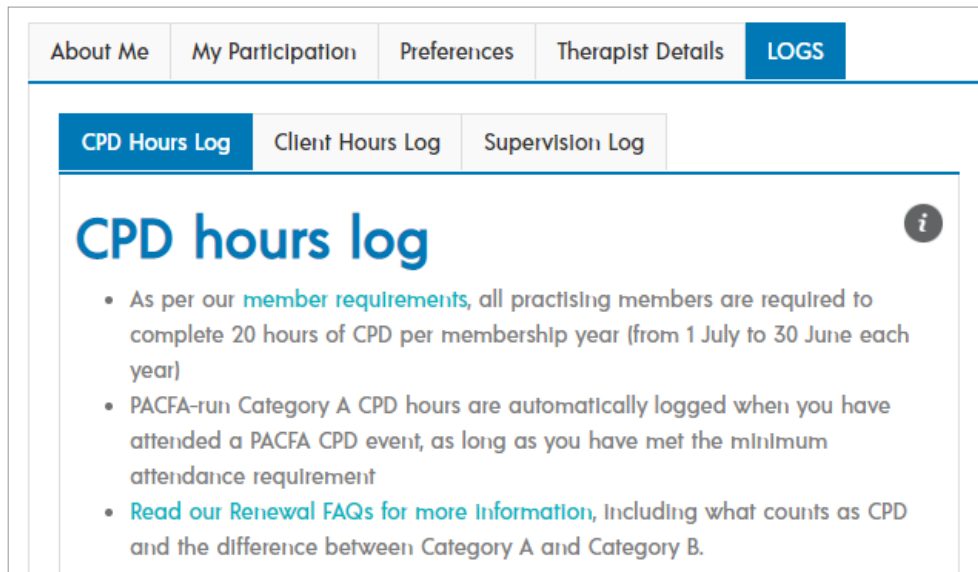 About Me My Participation Preferences Therapist Details LOGS
CPD Hours Log Client Hours Log Supervision Log
CPD hours log
i
• As per our member requirements, all practising members are required to
complete 20 hours of CPD per membership year (from 1 July to 30 June each
year)
• PACFA-run Category A CPD hours are automatically logged when you have
attended a PACFA CPD event, as long as you have met the minimum
attendance requirement
• Read our Renewal FAQs for more information, including what counts as CPD
and the difference between Category A and Category B.